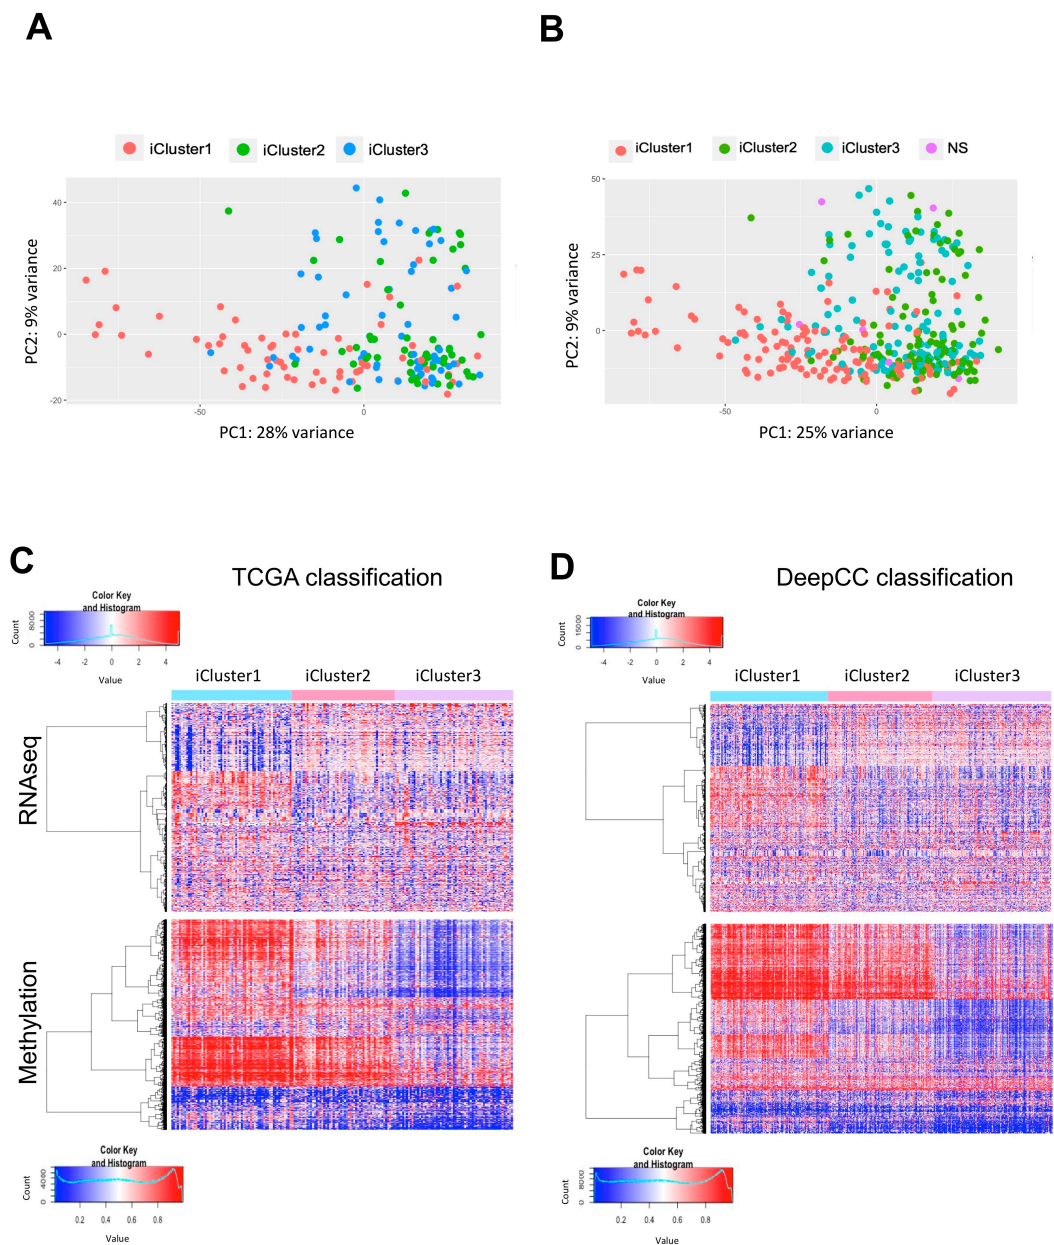 A
B
iCluster1 iCluster2 iCluster3
iCluster1 iCluster2 iCluster3 NS
40
20
0
-20
-50 0
PC2: 9% variance
PC1: 28% variance
50
25
0
-50 0
PC2: 9% variance
PC1: 25% variance
C
TCGA classification
Color Key
and Histogram
Count
0 8000
-4 -2 0 2 4
Value
iCluster1 iCluster2 iCluster3
RNAseq
Methylation
Color Key
and Histogram
Count
0 4000
0.2 0.4 0.6 0.8
Value
D
DeepCC classification
Color Key
and Histogram
Count
0 15000
-4 -2 0 2 4
Value
iCluster1 iCluster2 iCluster3
Color Key
and Histogram
Count
0 8000
0.2 0.4 0.6 0.8
Value